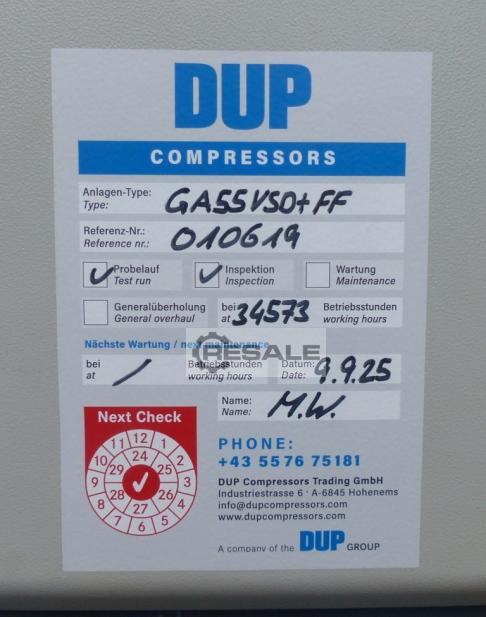 DUP
COMPRESSORS
Anlagen-Type:
Type:
GA55VSD+FF
Referenz-Nr.:
Reference nr.:
010619
Probelauf
Test run
Inspektion
Inspection
Wartung
Maintenance
Generalüberholung
General overhaul
bei
at
34573
Betriebsstunden
working hours
Nächste Wartung / next maintenance
RESALE
bei
at
/
Betriebsstunden
working hours
Datum:
Date:
9.9.25
Name:
Name:
M.W.
Next Check
12 1 2 3 4 5 6 7 8 9 10 11
24 25 26 27 28 29
PHONE:
+43 5576 75181
DUP Compressors Trading GmbH
Industriestrasse 6 · A-6845 Hohenems
info@dupcompressors.com
www.dupcompressors.com
A company of the DUP GROUP